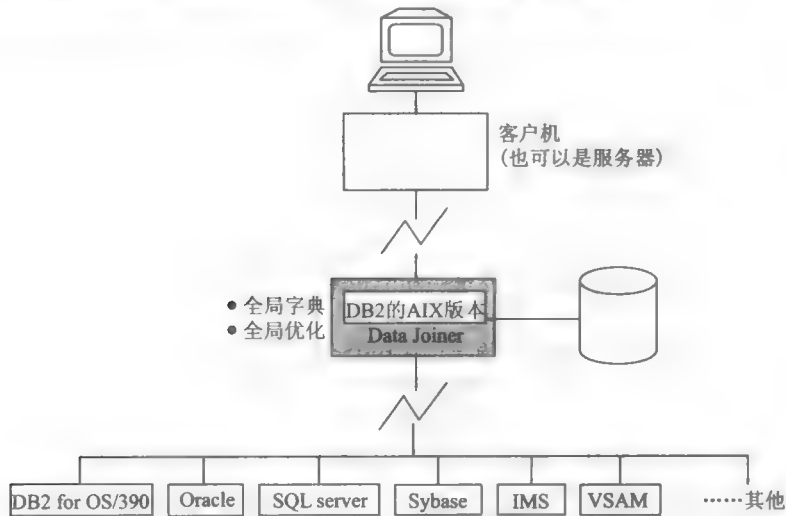 客户机
(也可以是服务器)
● 全局字典
● 全局优化
DB2的AIX版本
Data Joiner
DB2 for OS/390
Oracle
SQL server
Sybase
IMS
VSAM
……其他